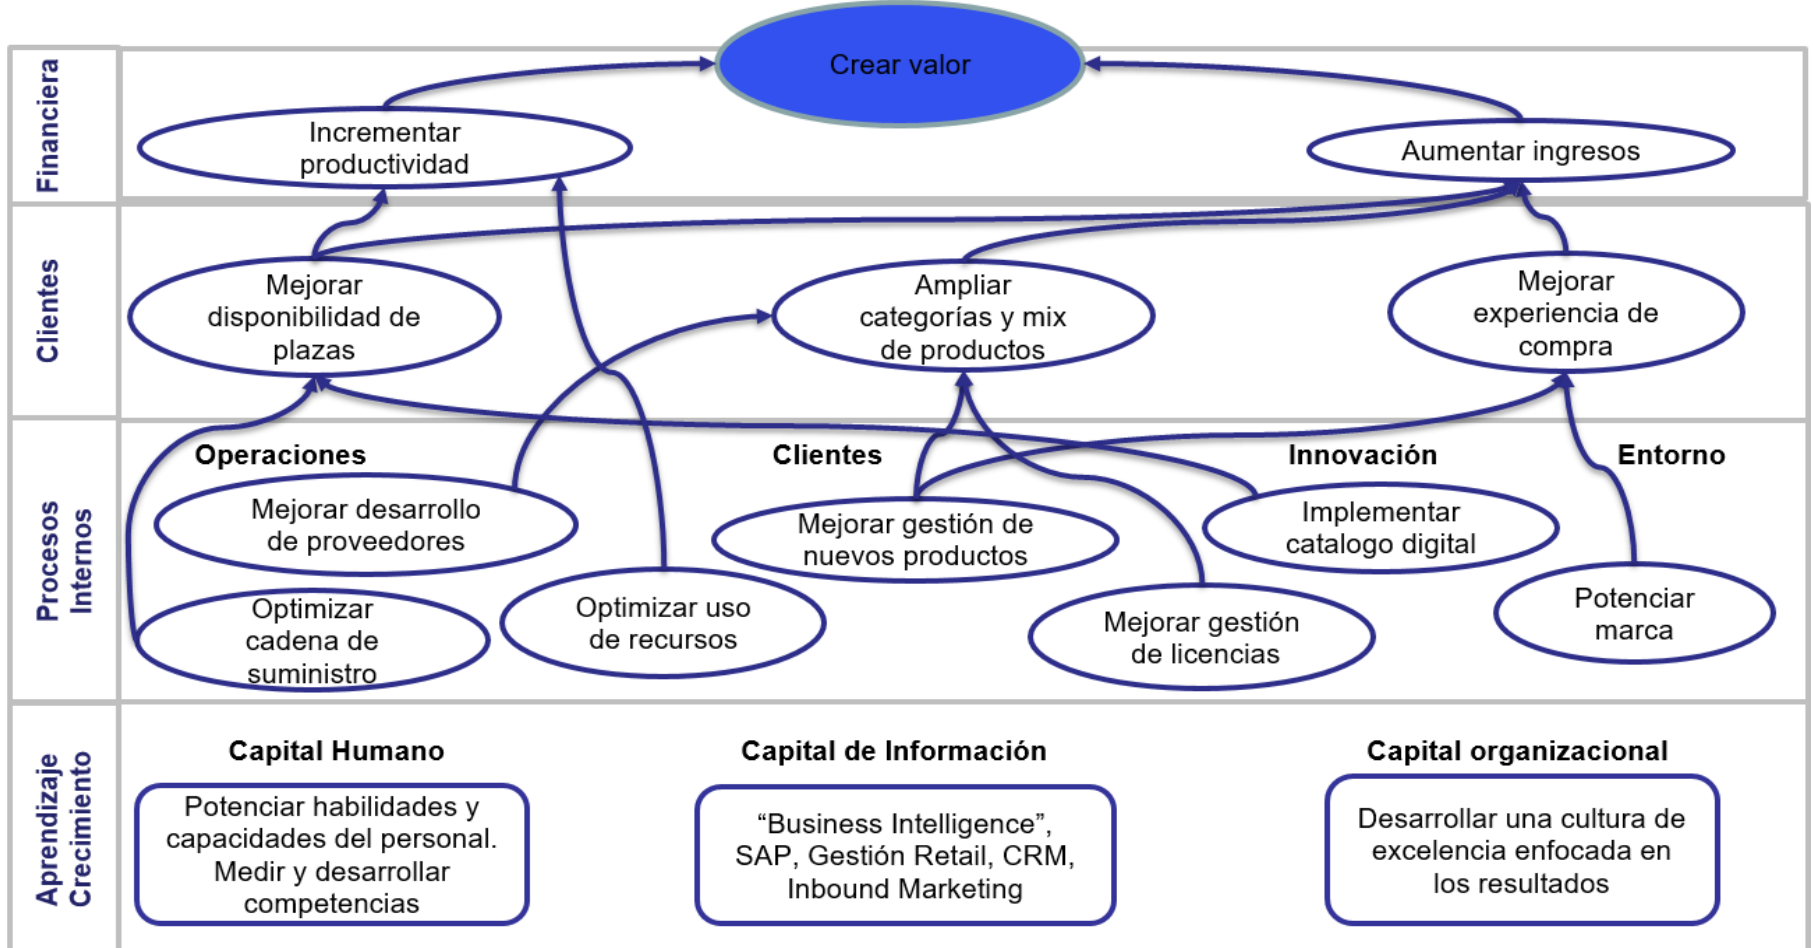 Crear valor
Financiera
Incrementar
productividad
Aumentar ingresos
Clientes
Mejorar
disponibilidad de
plazas
Ampliar
categorías y mix
de productos
Mejorar
experiencia de
compra
Procesos
Internos
Operaciones
Clientes
Innovación
Entorno
Mejorar desarrollo
de proveedores
Mejorar gestión de
nuevos productos
Implementar
catalogo digital
Optimizar
cadena de
suministro
Optimizar uso
de recursos
Mejorar gestión
de licencias
Potenciar
marca
Aprendizaje
Crecimiento
Capital Humano
Capital de Información
Capital organizacional
Potenciar habilidades y
capacidades del personal.
Medir y desarrollar
competencias
“Business Intelligence”,
SAP, Gestión Retail, CRM,
Inbound Marketing
Desarrollar una cultura de
excelencia enfocada en
los resultados